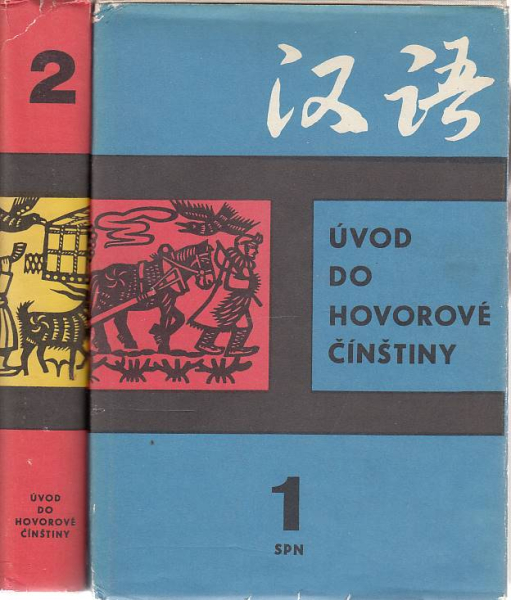 2
ÚVOD
DO
HOVOROVÉ
ČÍNŠTINY
汉语
ÚVOD
DO
HOVOROVÉ
ČÍNŠTINY
1
SPN